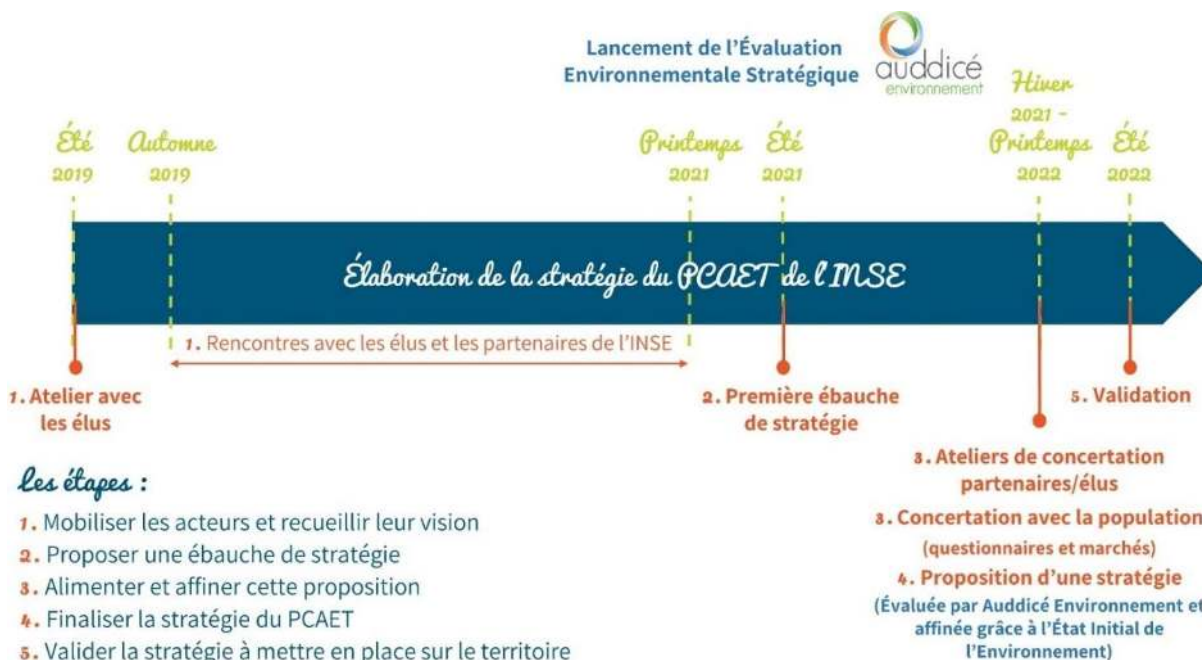 Lancement de l'Évaluation
Environnementale Stratégique
auddicé
environnement
Été
2019
Automne
2019
Printemps
2021
Été
2021
Hiver
2021 -
Printemps
2022
Été
2022
Élaboration de la stratégie du PCAET de l'INSE
1. Rencontres avec les élus et les partenaires de l'INSE
1. Atelier avec
les élus
2. Première ébauche
de stratégie
5. Validation
3. Ateliers de concertation
partenaires/élus
3. Concertation avec la population
(questionnaires et marchés)
4. Proposition d'une stratégie
(Évaluée par Auddicé Environnement et
affinée grâce à l'État Initial de
l'Environnement)
Les étapes :
1. Mobiliser les acteurs et recueillir leur vision
2. Proposer une ébauche de stratégie
3. Alimenter et affiner cette proposition
4. Finaliser la stratégie du PCAET
5. Valider la stratégie à mettre en place sur le territoire